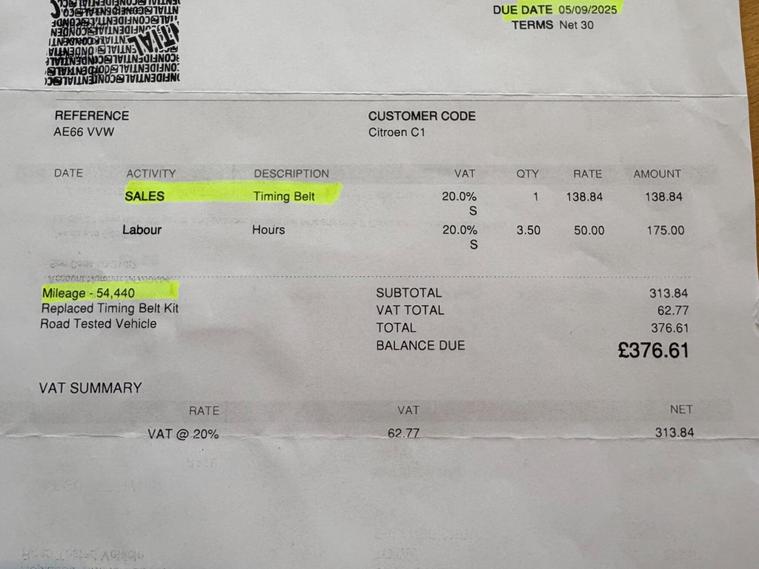 DUE DATE 05/09/2025
TERMS Net 30
REFERENCE CUSTOMER CODE
AE66 VVW Citroen C1
DATE ACTIVITY DESCRIPTION VAT QTY RATE AMOUNT
SALES Timing Belt 20.0% 1 138.84 138.84
S
Labour Hours 20.0% 3.50 50.00 175.00
S
Mileage - 54,440 SUBTOTAL 313.84
Replaced Timing Belt Kit VAT TOTAL 62.77
Road Tested Vehicle TOTAL 376.61
BALANCE DUE £376.61
VAT SUMMARY
RATE VAT NET
VAT @ 20% 62.77 313.84